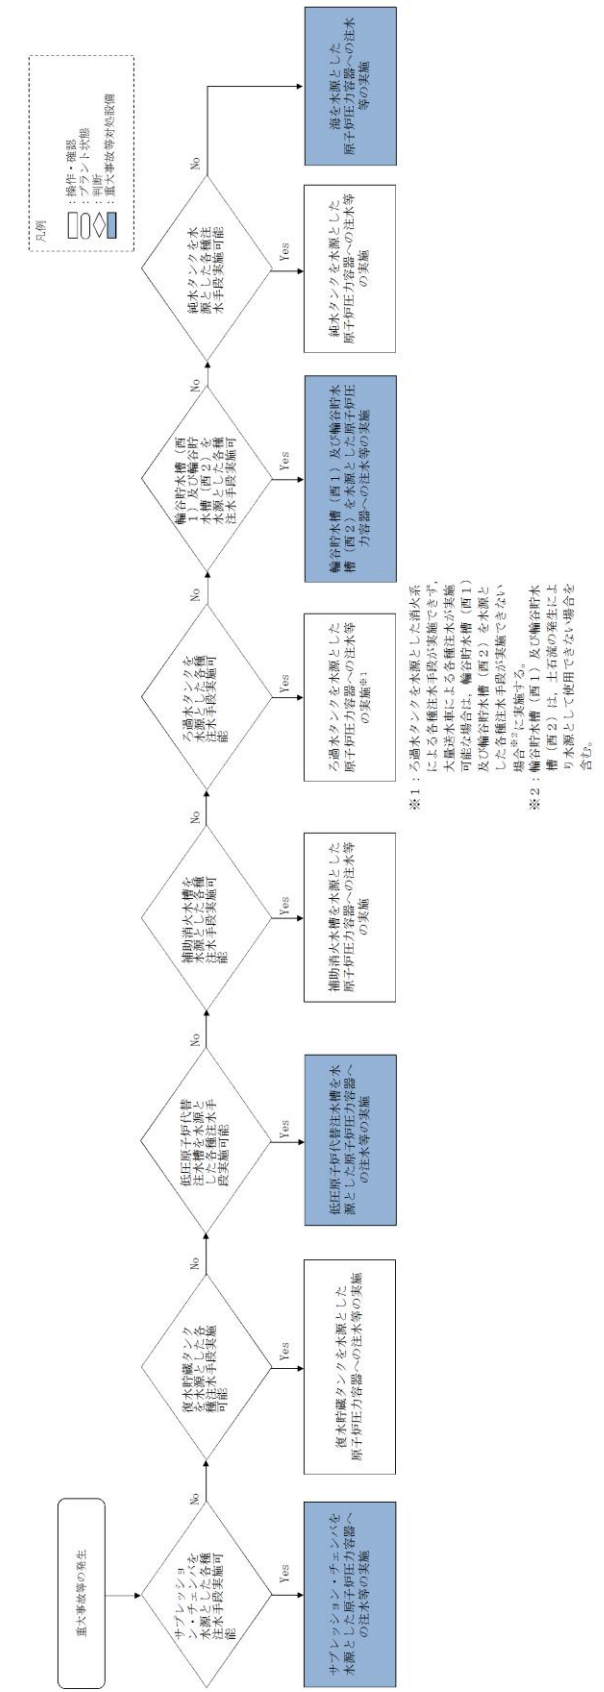 凡例
：操作・確認
：プラント状態
：判断
：重大事故等対処設備
重大事故等の発生
サプレッショ
ン・チェンバを
水源とした各種
注水手段実施可
能
No
Yes
サプレッション・チェンバを
水源とした原子炉圧力容器へ
の注水等の実施
復水貯蔵タンク
を水源とした各
種注水手段実施
可能
No
Yes
復水貯蔵タンクを水源とした
原子炉圧力容器への注水等の実施
低圧原子炉代替
注水槽を水源と
した各種注水手
段実施可能
No
Yes
低圧原子炉代替注水槽を水
源とした原子炉圧力容器へ
の注水等の実施
補助消火水槽を
水源とした各種
注水手段実施可
能
No
Yes
補助消火水槽を水源とした
原子炉圧力容器への注水等
の実施
ろ過水タンクを
水源とした各種
注水手段実施可
能
No
Yes
ろ過水タンクを水源とした
原子炉圧力容器への注水等
の実施※1
輪谷貯水槽（西
1）及び輪谷貯
水槽（西2）を
水源とした各種
注水手段実施可
No
Yes
輪谷貯水槽（西1）及び輪谷貯水
槽（西2）を水源とした原子炉圧
力容器への注水等の実施
純水タンクを水
源とした各種注
水手段実施可能
No
Yes
純水タンクを水源とした
原子炉圧力容器への注水等
の実施
海を水源とした
原子炉圧力容器への注水
等の実施
※1：ろ過水タンクを水源とした消火系
による各種注水手段が実施できず，
大量送水車による各種注水が実施
可能な場合は，輪谷貯水槽（西1）
及び輪谷貯水槽（西2）を水源と
した各種注水手段が実施できない
場合※2に実施する。
※2：輪谷貯水槽（西1）及び輪谷貯水
槽（西2）は，土石流の発生によ
り水源として使用できない場合を
含む。